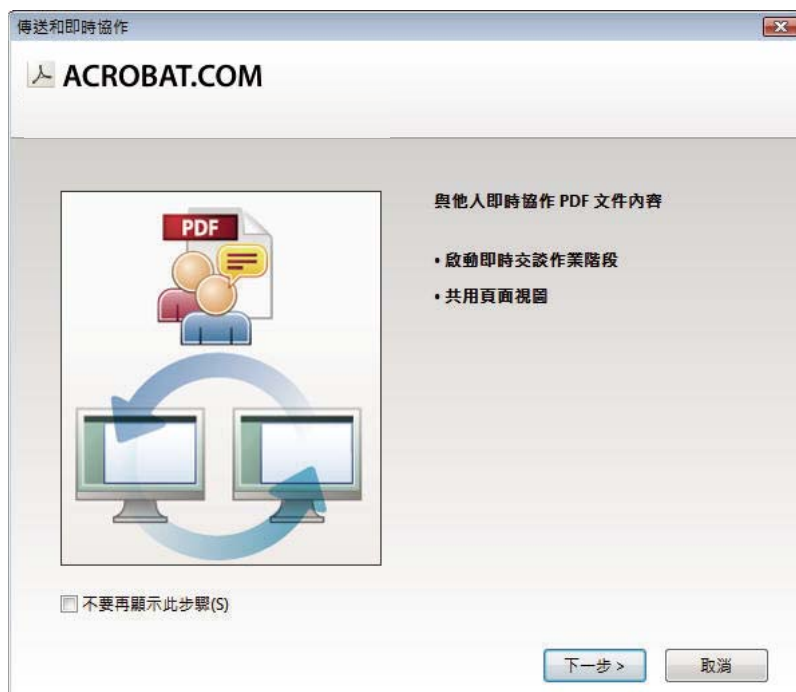 傳送和即時協作
ACROBAT.COM
PDF
與他人即時協作 PDF 文件內容
• 啟動即時交談作業階段
• 共用頁面視圖
不要再顯示此步驟(S)
下一步 >
取消